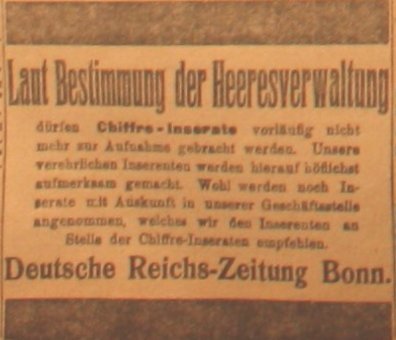 Laut Bestimmung der Heeresverwaltung
dürfen Chiffre-Inserate vorläufig nicht
mehr zur Aufnahme gebracht werden. Unsere
verehrlichen Inserenten werden hierauf höflichst
aufmerksam gemacht. Wohl werden noch In-
serate mit Auskunft in unserer Geschäftsstelle
angenommen, welches wir den Inserenten an
Stelle der Chiffre-Inseraten empfehlen.
Deutsche Reichs-Zeitung Bonn.